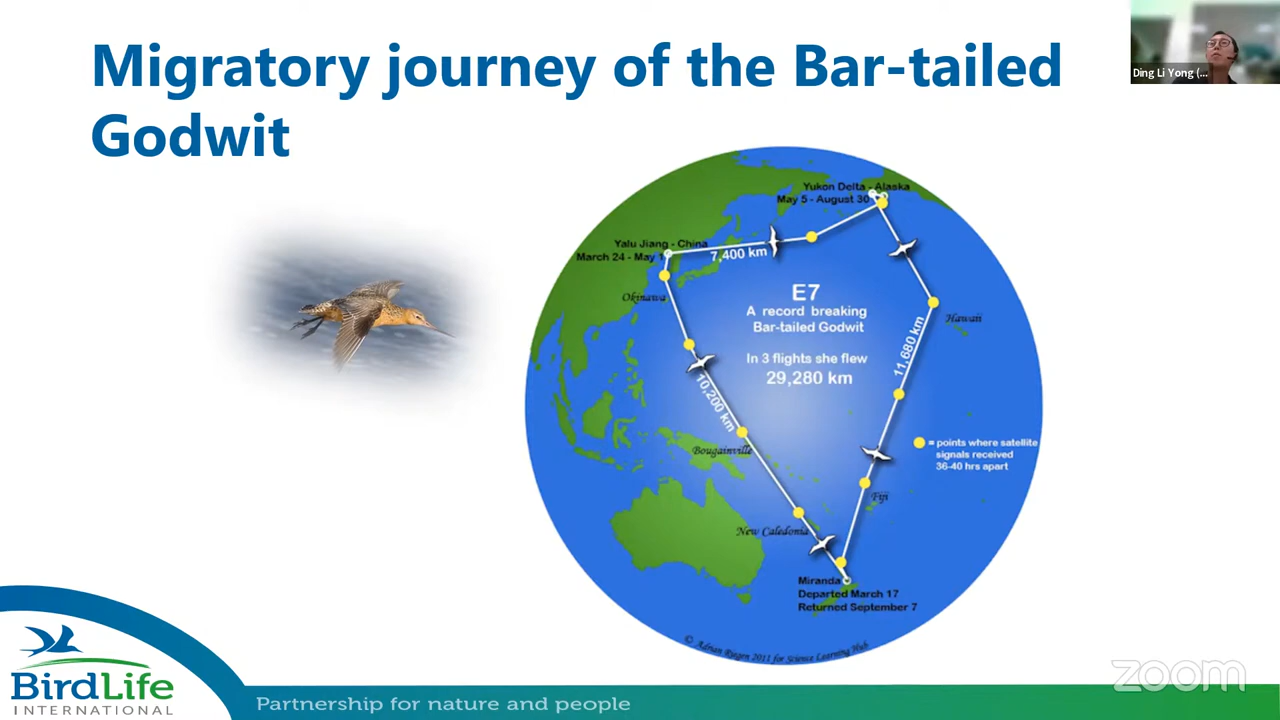 Migratory journey of the Bar-tailed
Godwit
Ding Li Yong (...
Yukon Delta - Alaska
May 5 - August 30
Yalu Jiang - China
March 24 - May 1
7,400 km
Okinawa
E7
A record breaking
Bar-tailed Godwit
In 3 flights she flew
29,280 km
Hawaii
11,680 km
10,200 km
= points where satellite
signals received
36-40 hrs apart
Bougainville
Fiji
New Caledonia
Miranda
Departed March 17
Returned September 7
© Adrian Riegen 2011 for Science Learning Hub
BirdLife
INTERNATIONAL
Partnership for nature and people
zoom